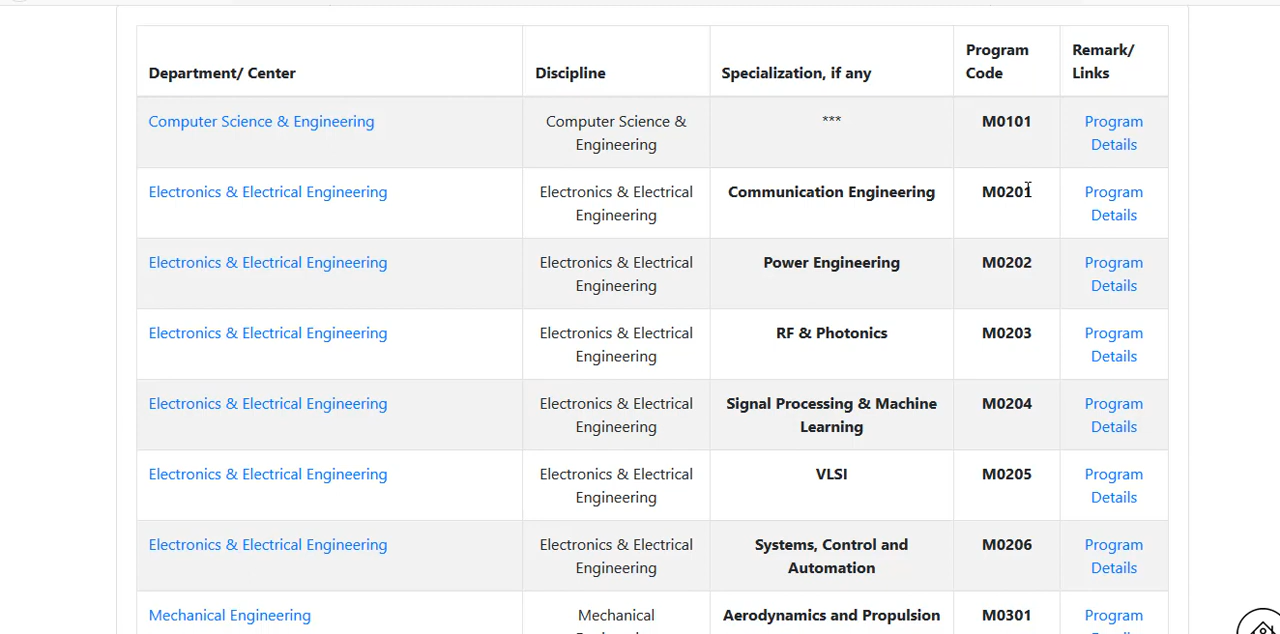 Department/ Center
Discipline
Specialization, if any
Program
Code
Remark/
Links
Computer Science & Engineering
Computer Science &
Engineering
***
M0101
Program
Details
Electronics & Electrical Engineering
Electronics & Electrical
Engineering
Communication Engineering
M0201
Program
Details
Electronics & Electrical Engineering
Electronics & Electrical
Engineering
Power Engineering
M0202
Program
Details
Electronics & Electrical Engineering
Electronics & Electrical
Engineering
RF & Photonics
M0203
Program
Details
Electronics & Electrical Engineering
Electronics & Electrical
Engineering
Signal Processing & Machine
Learning
M0204
Program
Details
Electronics & Electrical Engineering
Electronics & Electrical
Engineering
VLSI
M0205
Program
Details
Electronics & Electrical Engineering
Electronics & Electrical
Engineering
Systems, Control and
Automation
M0206
Program
Details
Mechanical Engineering
Mechanical
Aerodynamics and Propulsion
M0301
Program